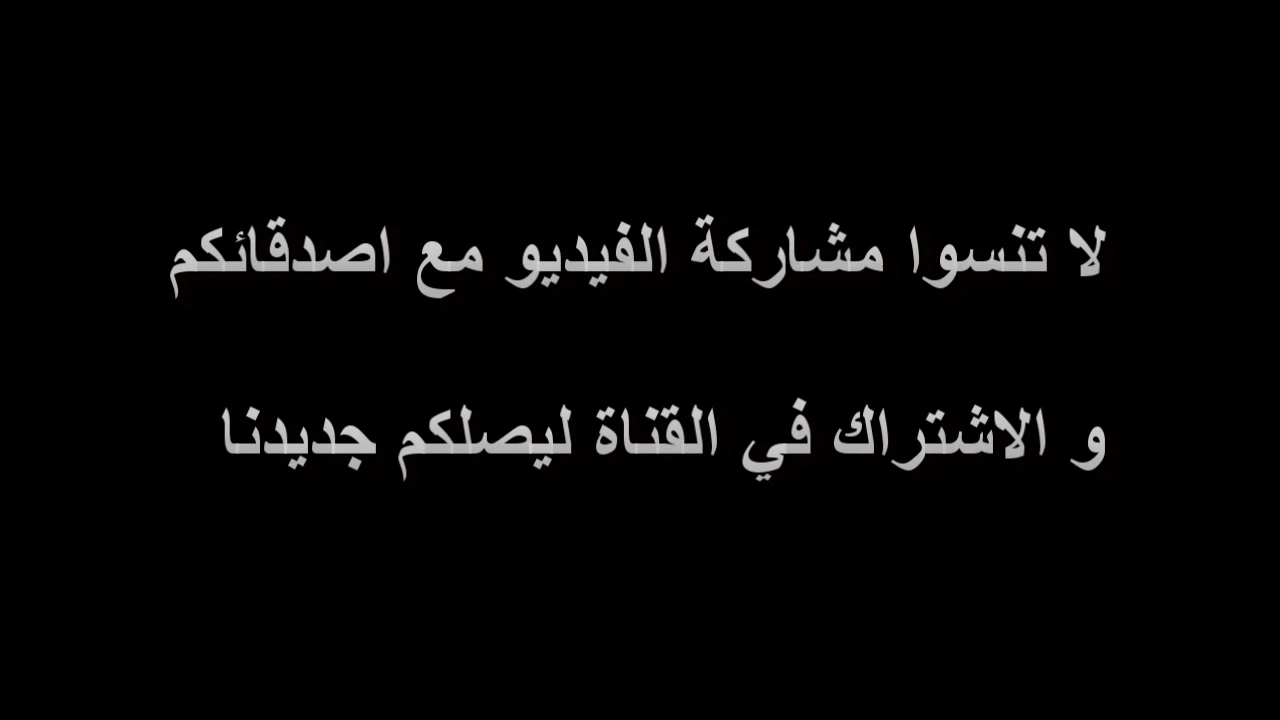 لا تنسوا مشاركة الفيديو مع اصدقائكم
و الاشتراك في القناة ليصلكم جديدنا